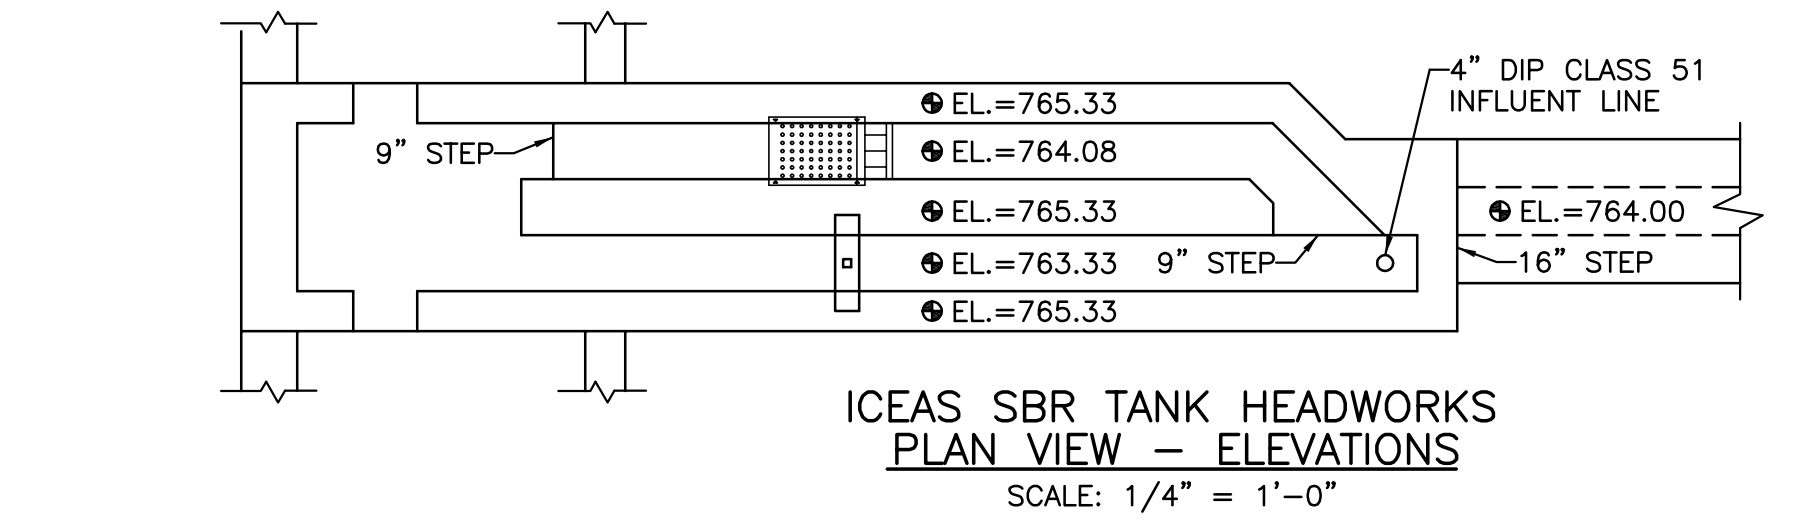 4” DIP CLASS 51
INFLUENT LINE
EL.=765.33
9” STEP
EL.=764.08
EL.=765.33
EL.=764.00
EL.=763.33
9” STEP
16” STEP
EL.=765.33
ICEAS SBR TANK HEADWORKS
PLAN VIEW – ELEVATIONS
SCALE: 1/4” = 1’–0”